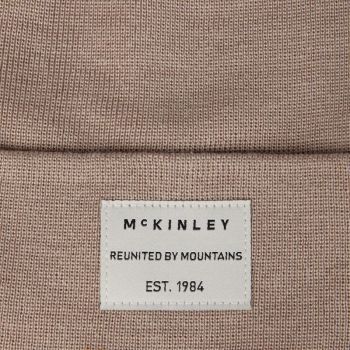 McKINLEY
REUNITED BY MOUNTAINS
EST. 1984